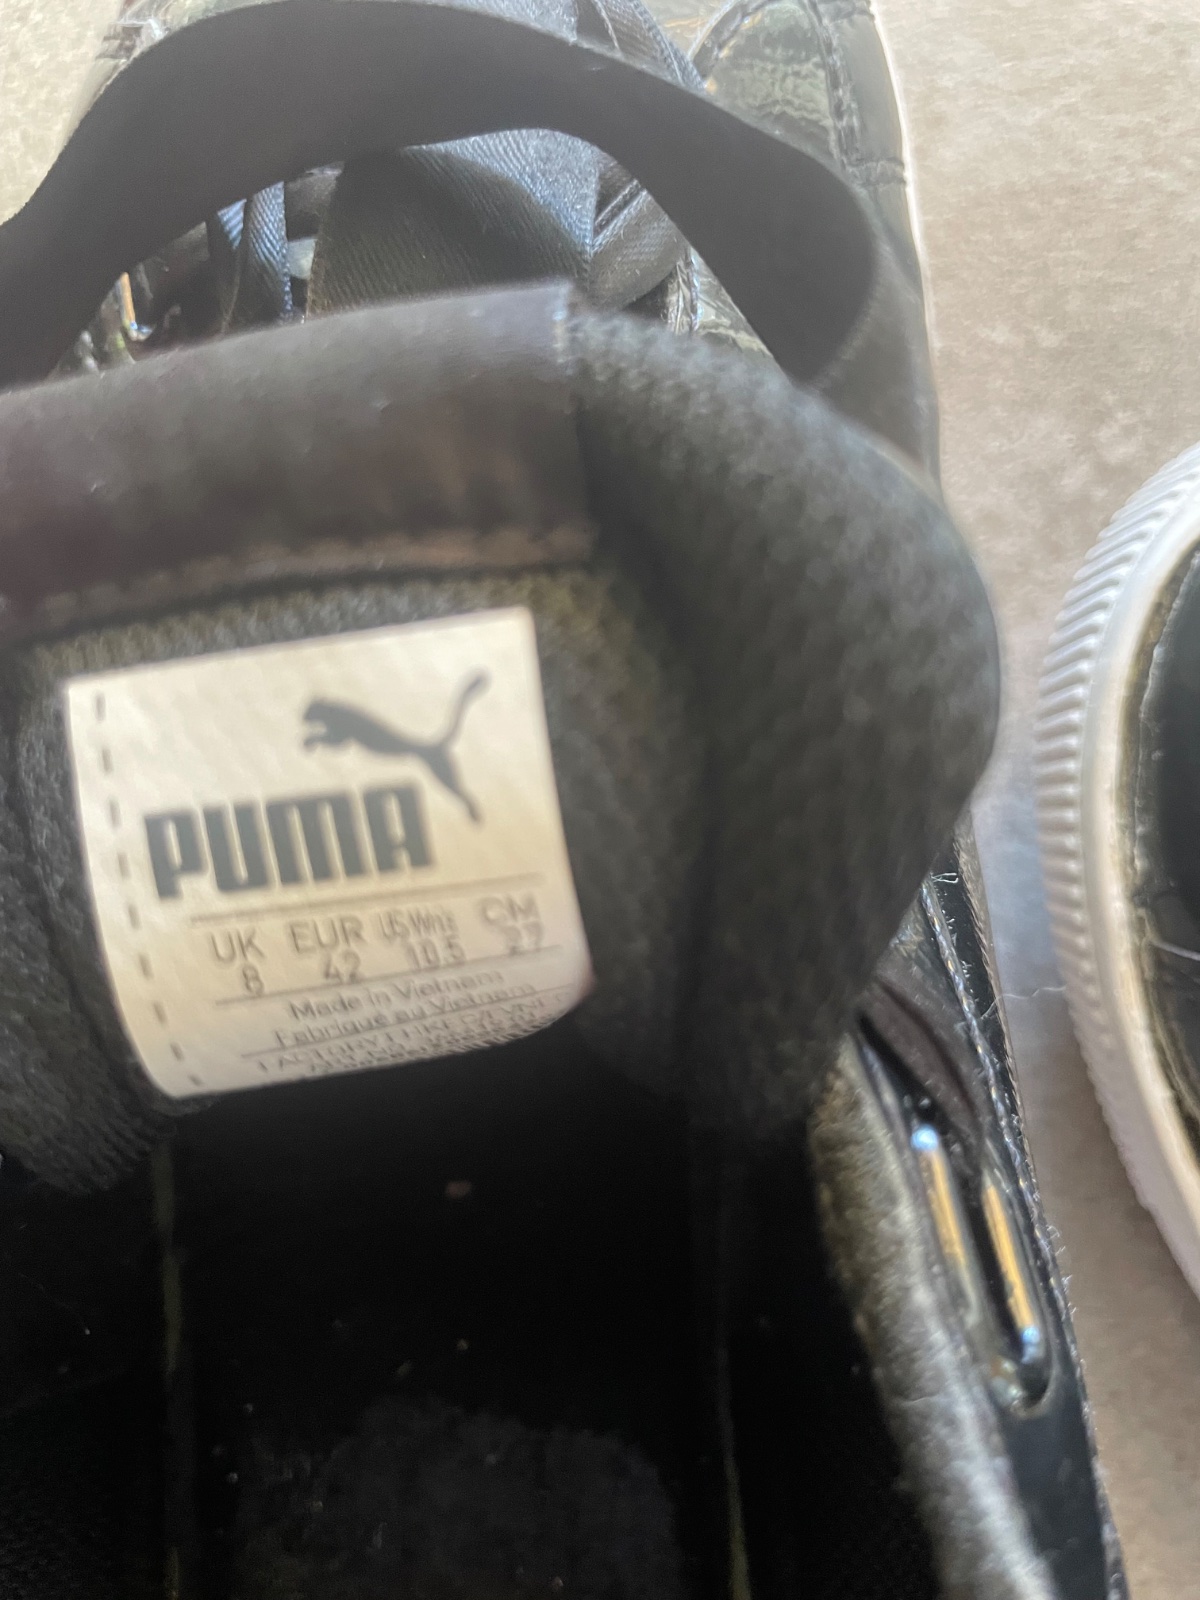 PUMA
UK EUR US Wns CM
8 42 10.5 27
Made in Vietnam
Fabriqué au Vietnam